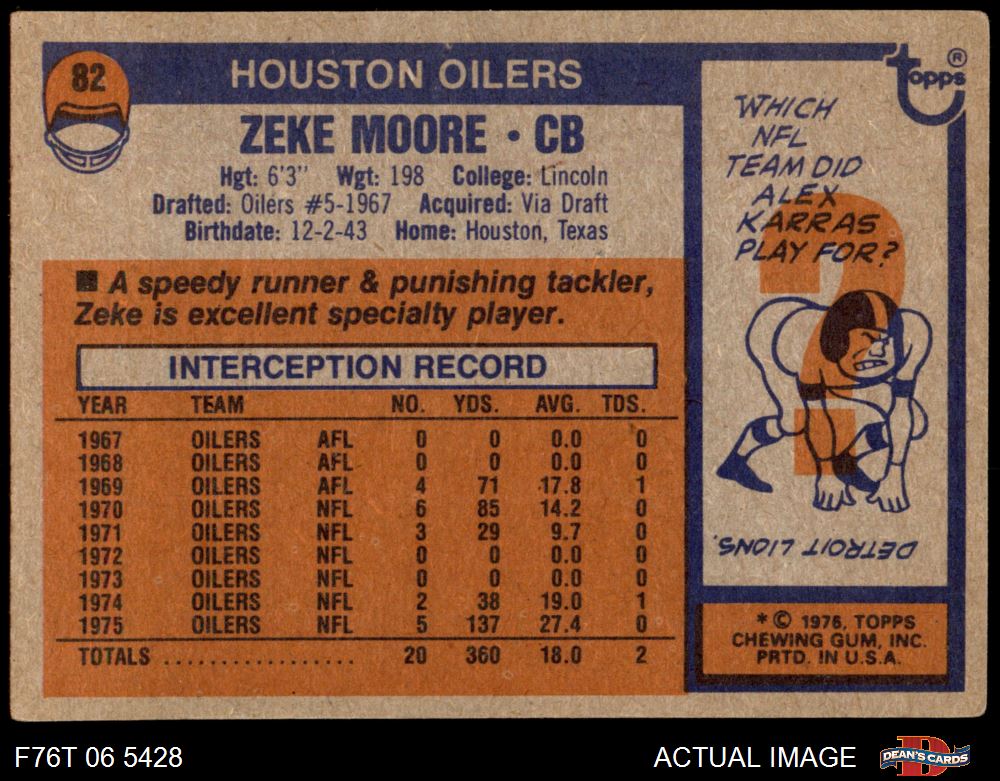 82
HOUSTON OILERS
ZEKE MOORE • CB
Hgt: 6'3" Wgt: 198 College: Lincoln
Drafted: Oilers #5-1967 Acquired: Via Draft
Birthdate: 12-2-43 Home: Houston, Texas
■ A speedy runner & punishing tackler,
Zeke is excellent specialty player.
INTERCEPTION RECORD
YEAR TEAM NO. YDS. AVG. TDS.
1967 OILERS AFL 0 0 0.0 0
1968 OILERS AFL 0 0 0.0 0
1969 OILERS AFL 4 71 17.8 1
1970 OILERS NFL 6 85 14.2 0
1971 OILERS NFL 3 29 9.7 0
1972 OILERS NFL 0 0 0.0 0
1973 OILERS NFL 0 0 0.0 0
1974 OILERS NFL 2 38 19.0 1
1975 OILERS NFL 5 137 27.4 0
TOTALS .................. 20 360 18.0 2
topps ®
WHICH
NFL
TEAM DID
ALEX
KARRAS
PLAY FOR?
?
DETROIT LIONS.
* © 1976, TOPPS
CHEWING GUM, INC.
PRTD. IN U.S.A.
F76T 06 5428
ACTUAL IMAGE
DEAN'S CARDS